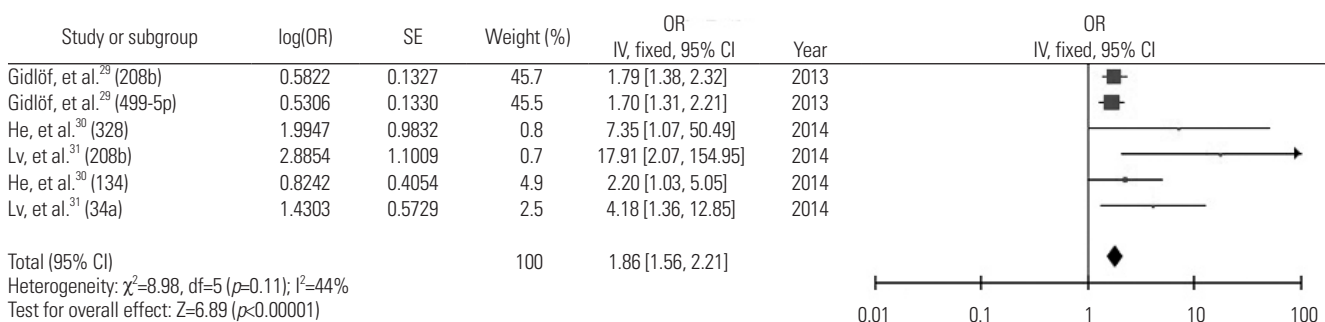 Study or subgroup log(OR) SE Weight (%) OR IV, fixed, 95% CI Year OR IV, fixed, 95% CI
Gidlöf, et al.29 (208b) 0.5822 0.1327 45.7 1.79 [1.38, 2.32] 2013
Gidlöf, et al.29 (499-5p) 0.5306 0.1330 45.5 1.70 [1.31, 2.21] 2013
He, et al.30 (328) 1.9947 0.9832 0.8 7.35 [1.07, 50.49] 2014
Lv, et al.31 (208b) 2.8854 1.1009 0.7 17.91 [2.07, 154.95] 2014
He, et al.30 (134) 0.8242 0.4054 4.9 2.20 [1.03, 5.05] 2014
Lv, et al.31 (34a) 1.4303 0.5729 2.5 4.18 [1.36, 12.85] 2014
Total (95% CI) 100 1.86 [1.56, 2.21]
Heterogeneity: χ2=8.98, df=5 (p=0.11); I2=44%
Test for overall effect: Z=6.89 (p<0.00001)
0.01 0.1 1 10 100